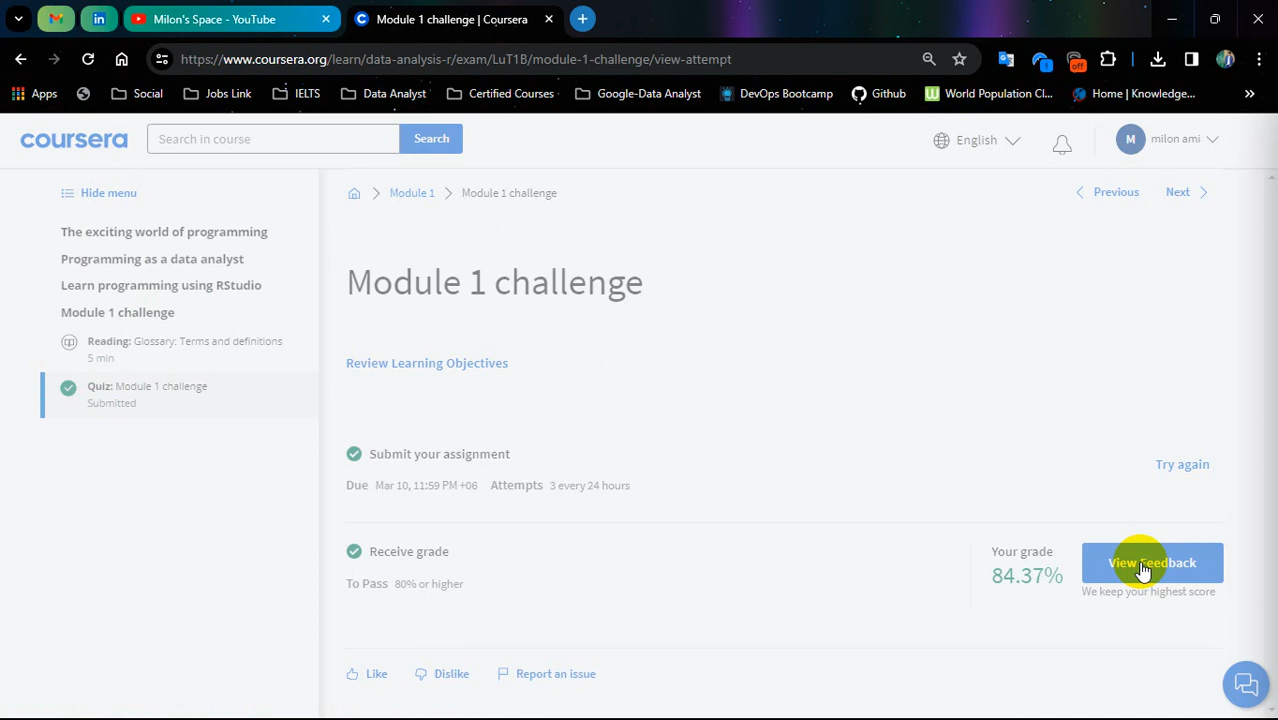 Milon's Space - YouTube
Module 1 challenge | Coursera
https://www.coursera.org/learn/data-analysis-r/exam/LuT1B/module-1-challenge/view-attempt
off
Apps
Social
Jobs Link
IELTS
Data Analyst
Certified Courses
Google-Data Analyst
DevOps Bootcamp
Github
World Population Cl...
Home | Knowledge...
coursera
Search in course
Search
English
M
milon ami
Hide menu
Module 1
Module 1 challenge
Previous
Next
The exciting world of programming
Programming as a data analyst
Learn programming using RStudio
Module 1 challenge
Reading: Glossary: Terms and definitions
5 min
Quiz: Module 1 challenge
Submitted
Module 1 challenge
Review Learning Objectives
Submit your assignment
Due Mar 10, 11:59 PM +06 Attempts 3 every 24 hours
Try again
Receive grade
To Pass 80% or higher
Your grade
84.37%
View Feedback
We keep your highest score
Like
Dislike
Report an issue